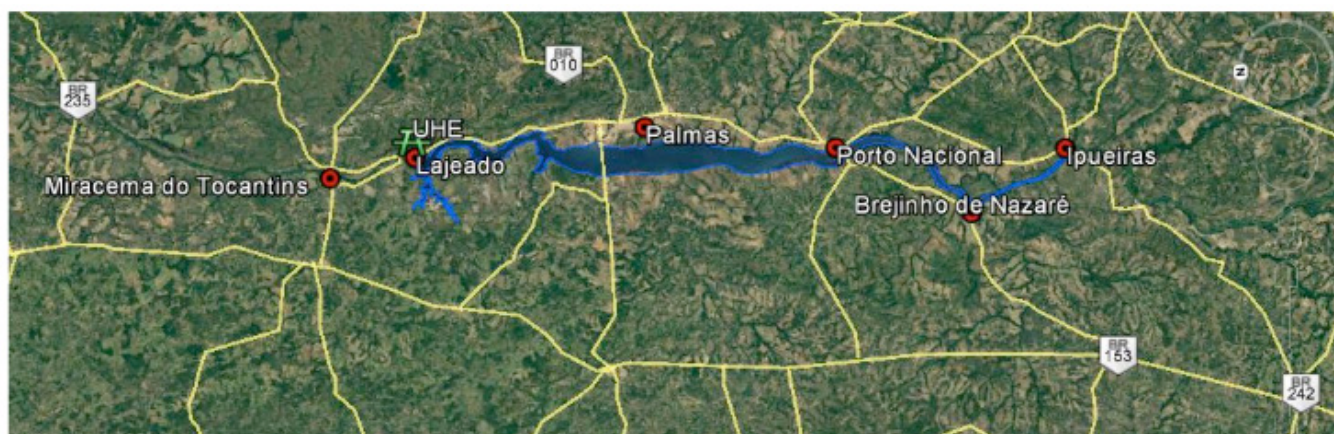 BR
010
BR
235
UHE
Palmas
Lajeado
Porto Nacional
Ipueiras
Miracema do Tocantins
Brejinho de Nazaré
BR
153
BR
242
N